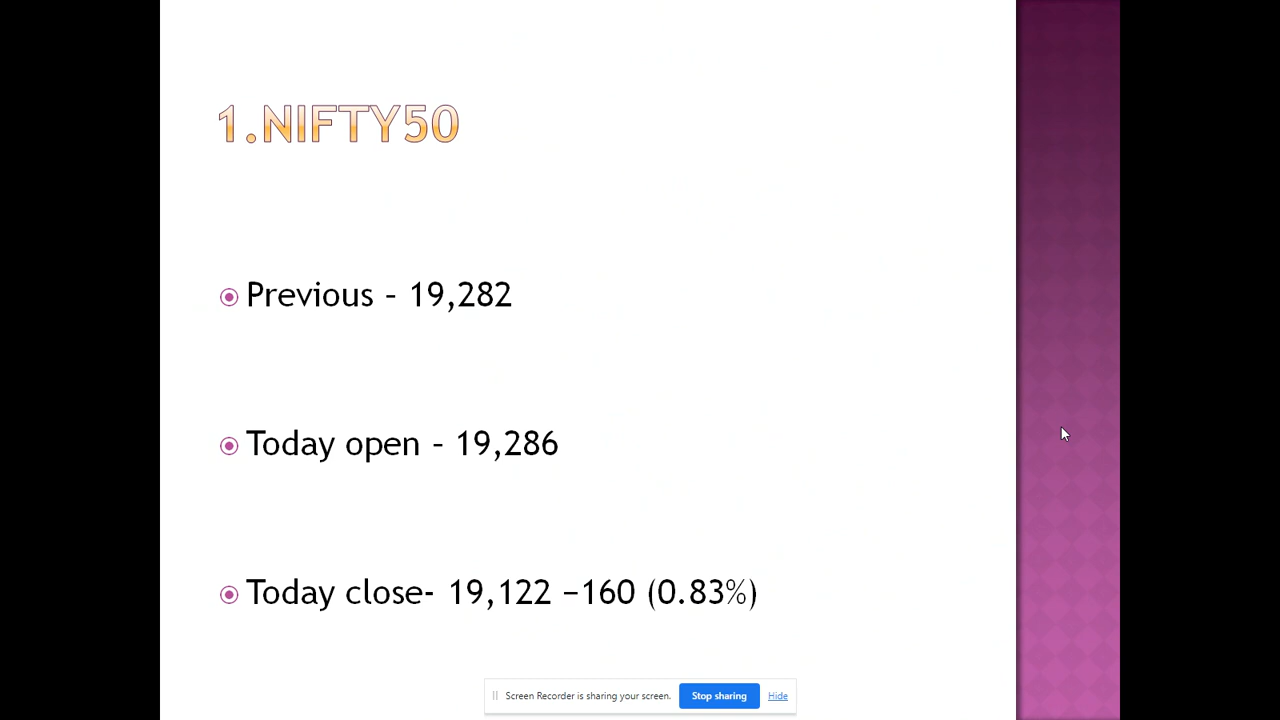 1.NIFTY50
Previous – 19,282
Today open – 19,286
Today close- 19,122 –160 (0.83%)
Screen Recorder is sharing your screen. Stop sharing Hide